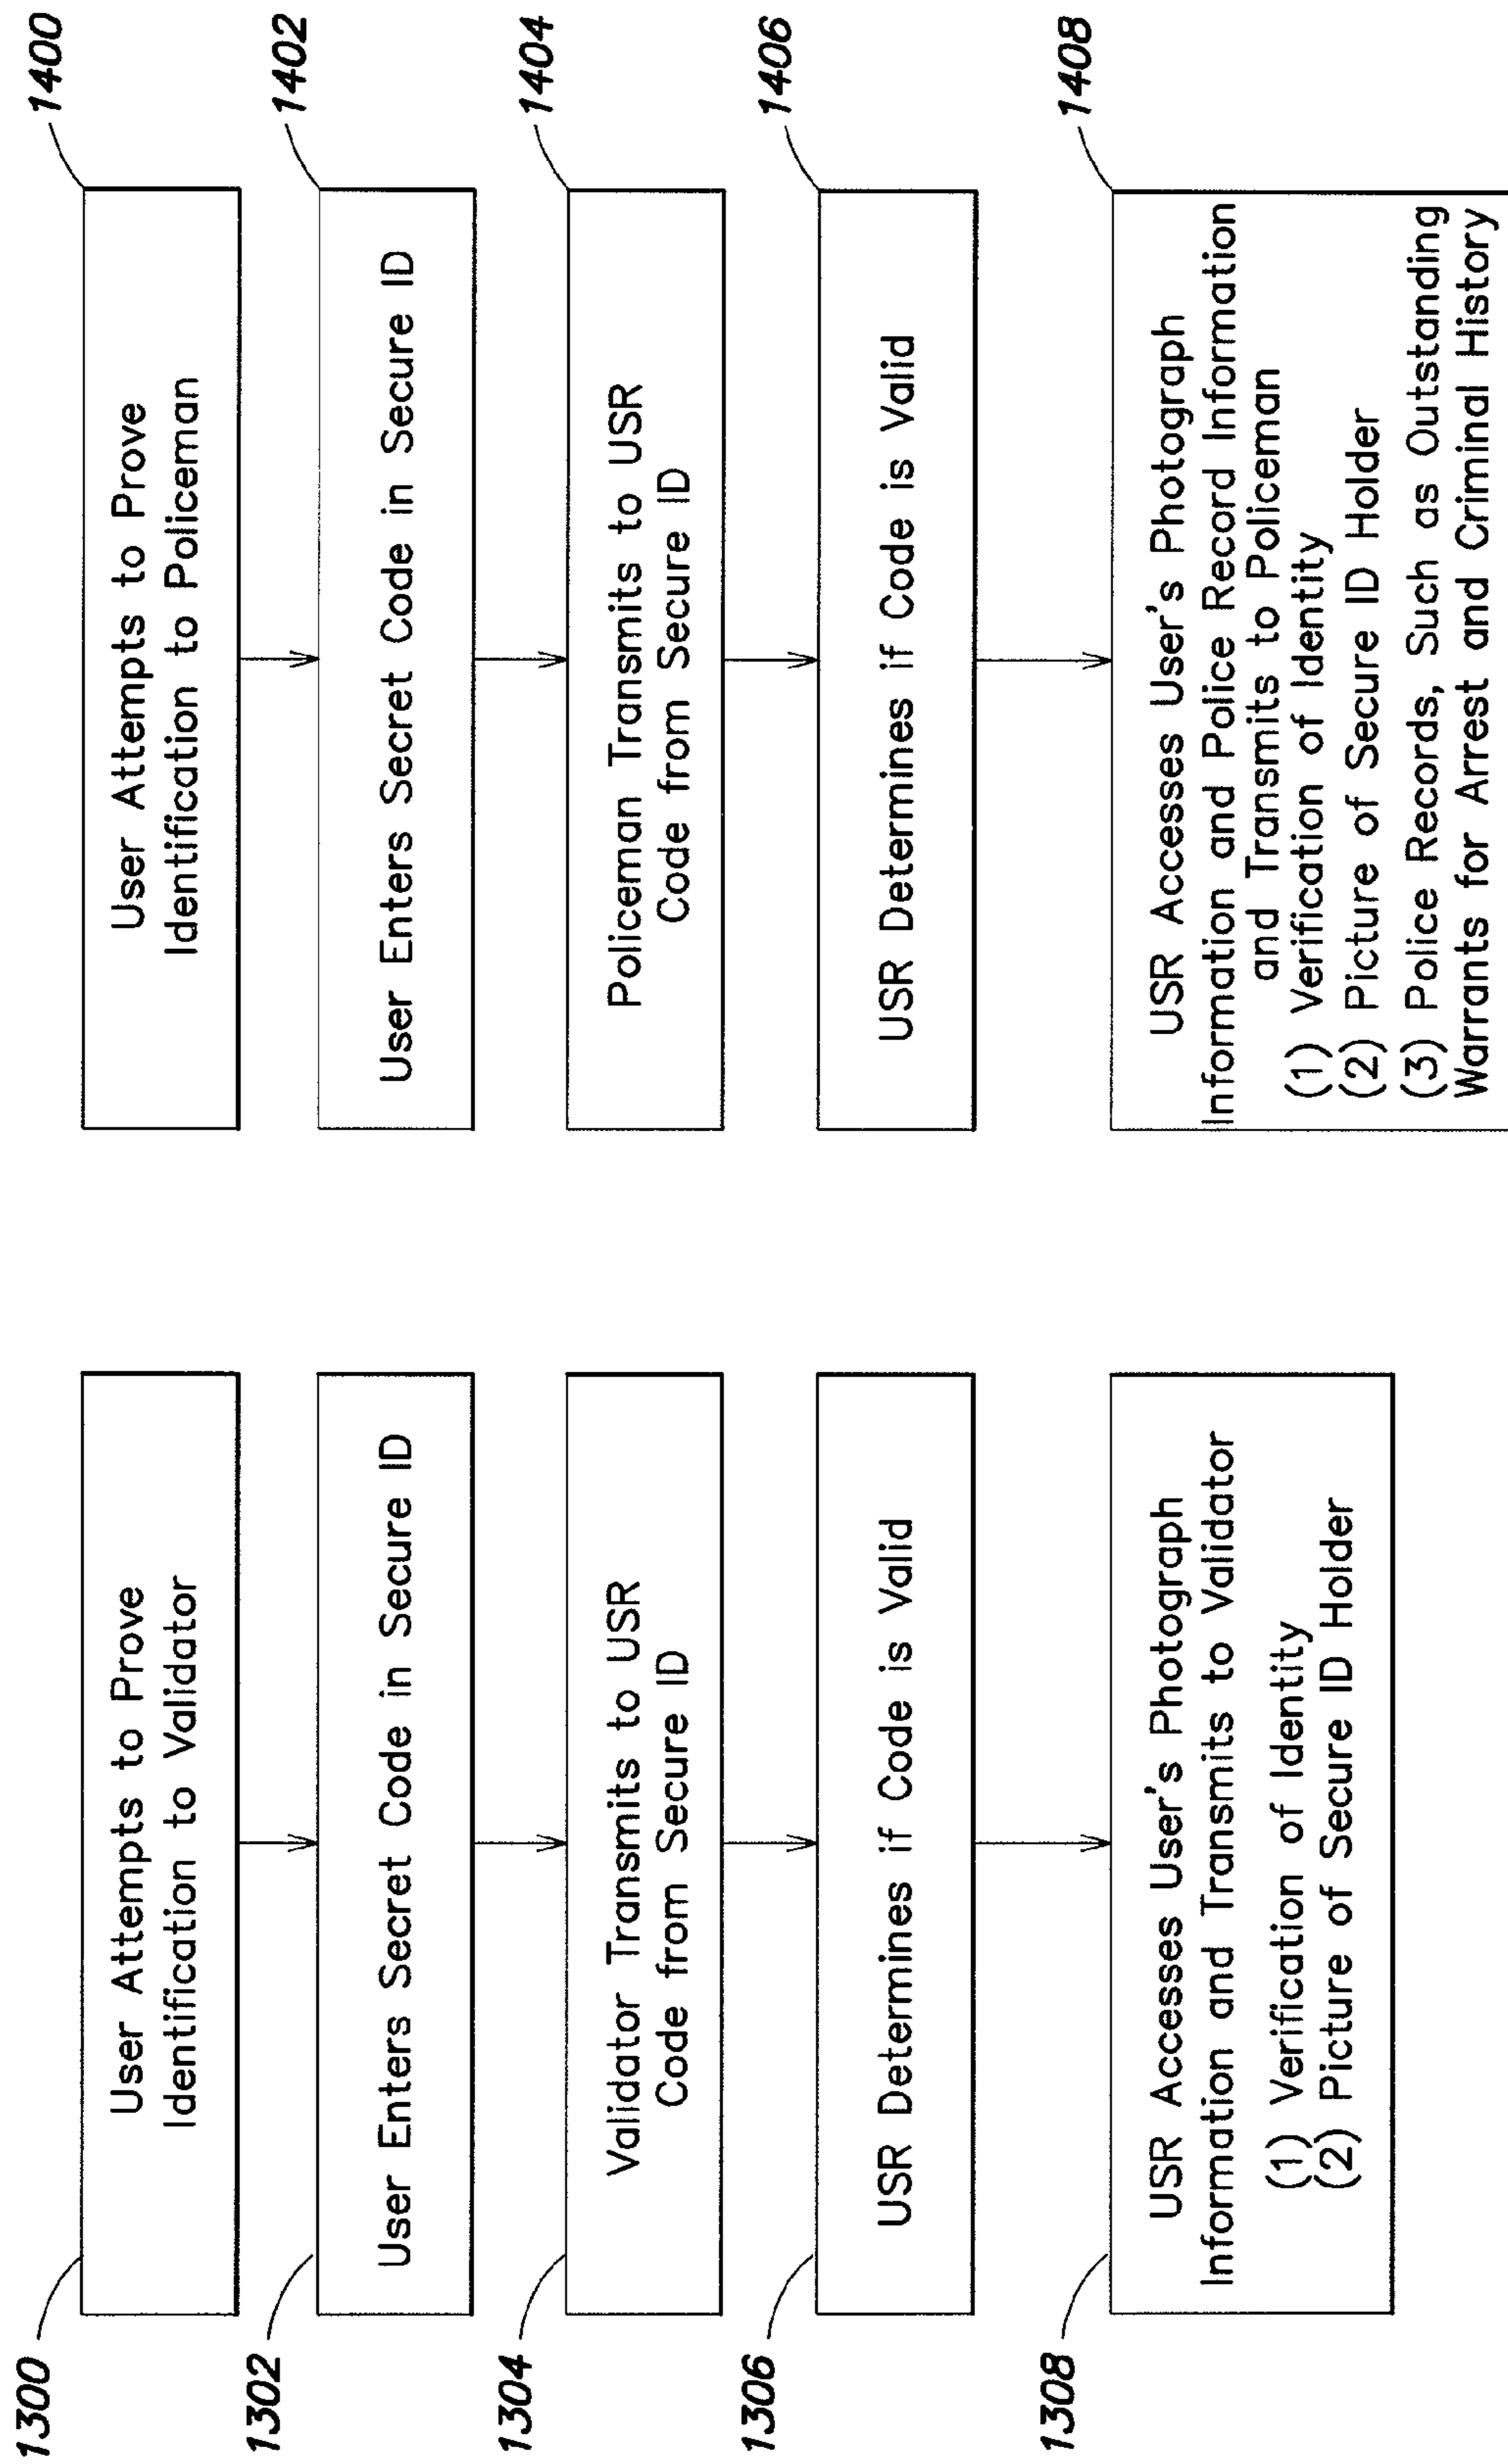 1300
User Attempts to Prove
Identification to Validator
1302
User Enters Secret Code in Secure ID
1304
Validator Transmits to USR
Code from Secure ID
1306
USR Determines if Code is Valid
1308
USR Accesses User's Photograph
Information and Transmits to Validator
(1) Verification of Identity
(2) Picture of Secure ID Holder
1400
User Attempts to Prove
Identification to Policeman
1402
User Enters Secret Code in Secure ID
1404
Policeman Transmits to USR
Code from Secure ID
1406
USR Determines if Code is Valid
1408
USR Accesses User's Photograph
Information and Police Record Information
and Transmits to Policeman
(1) Verification of Identity
(2) Picture of Secure ID Holder
(3) Police Records, Such as Outstanding
Warrants for Arrest and Criminal History